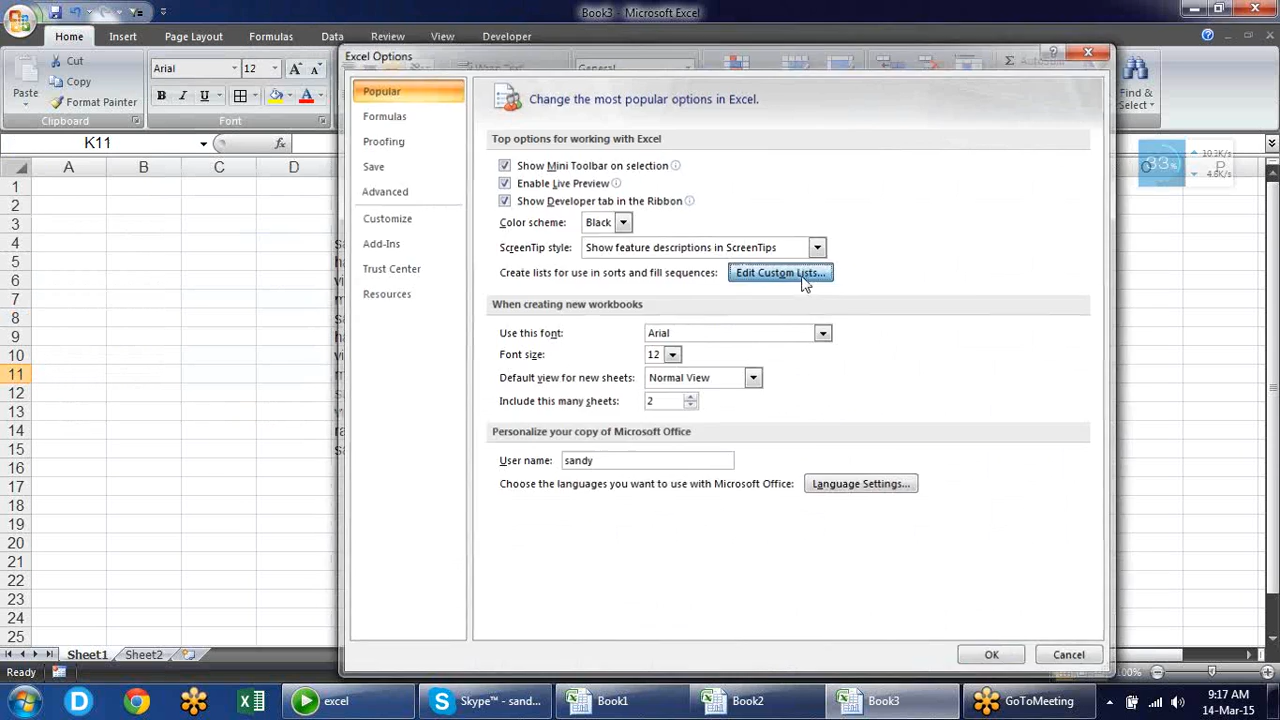 Book3 - Microsoft Excel
Home Insert Page Layout Formulas Data Review View Developer
Paste
Cut
Copy
Format Painter
Clipboard
Arial 12
B I U
Font
General
Find &
Select
K11
fx
A B C D
1
2
3
4
5
6
7
8
9
10
11
12
13
14
15
16
17
18
19
20
21
22
23
24
25
Excel Options
Popular
Formulas
Proofing
Save
Advanced
Customize
Add-Ins
Trust Center
Resources
Change the most popular options in Excel.
Top options for working with Excel
Show Mini Toolbar on selection
Enable Live Preview
Show Developer tab in the Ribbon
Color scheme: Black
ScreenTip style: Show feature descriptions in ScreenTips
Create lists for use in sorts and fill sequences: Edit Custom Lists...
When creating new workbooks
Use this font: Arial
Font size: 12
Default view for new sheets: Normal View
Include this many sheets: 2
Personalize your copy of Microsoft Office
User name: sandy
Choose the languages you want to use with Microsoft Office: Language Settings...
OK Cancel
33%
P
Sheet1 Sheet2
Ready
100%
excel
Skype™ - sand...
Book1
Book2
Book3
GoToMeeting
9:17 AM
14-Mar-15